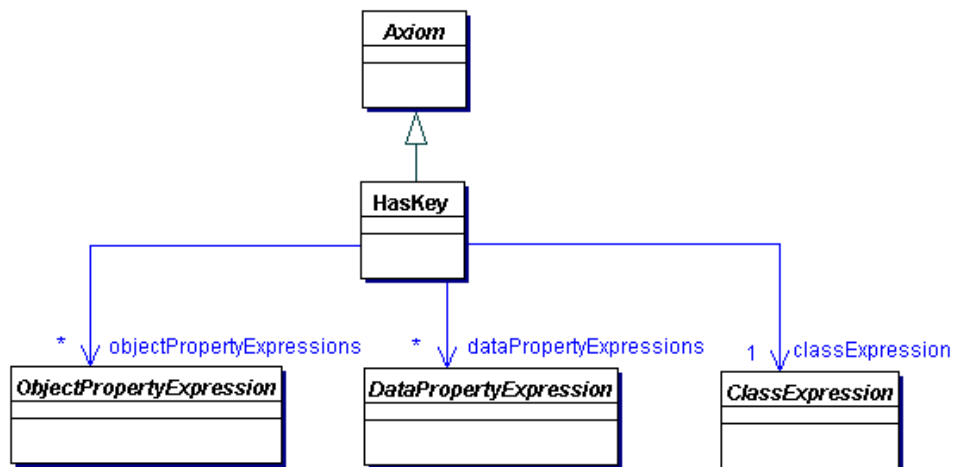 Axiom
HasKey
* objectPropertyExpressions
* dataPropertyExpressions
1 classExpression
ObjectPropertyExpression
DataPropertyExpression
ClassExpression